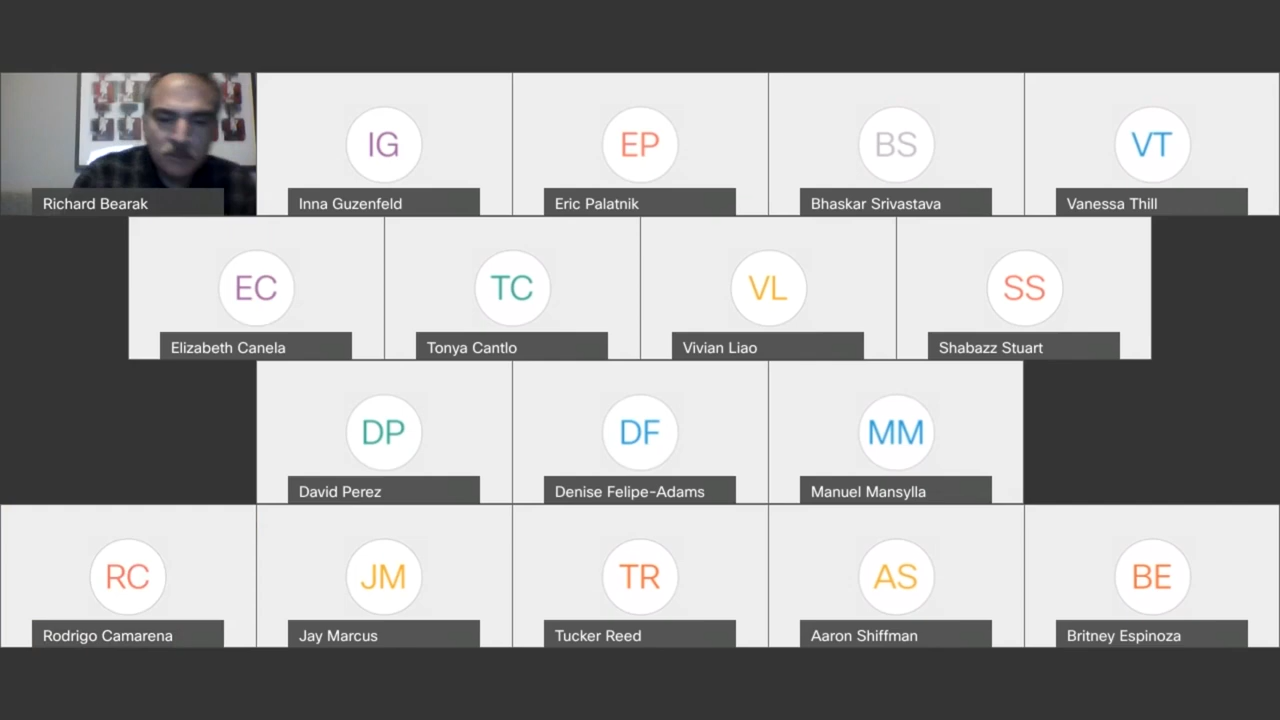 IG
EP
BS
VT
Richard Bearak
Inna Guzenfeld
Eric Palatnik
Bhaskar Srivastava
Vanessa Thill
EC
TC
VL
SS
Elizabeth Canela
Tonya Cantlo
Vivian Liao
Shabazz Stuart
DP
DF
MM
David Perez
Denise Felipe-Adams
Manuel Mansylla
RC
JM
TR
AS
BE
Rodrigo Camarena
Jay Marcus
Tucker Reed
Aaron Shiffman
Britney Espinoza